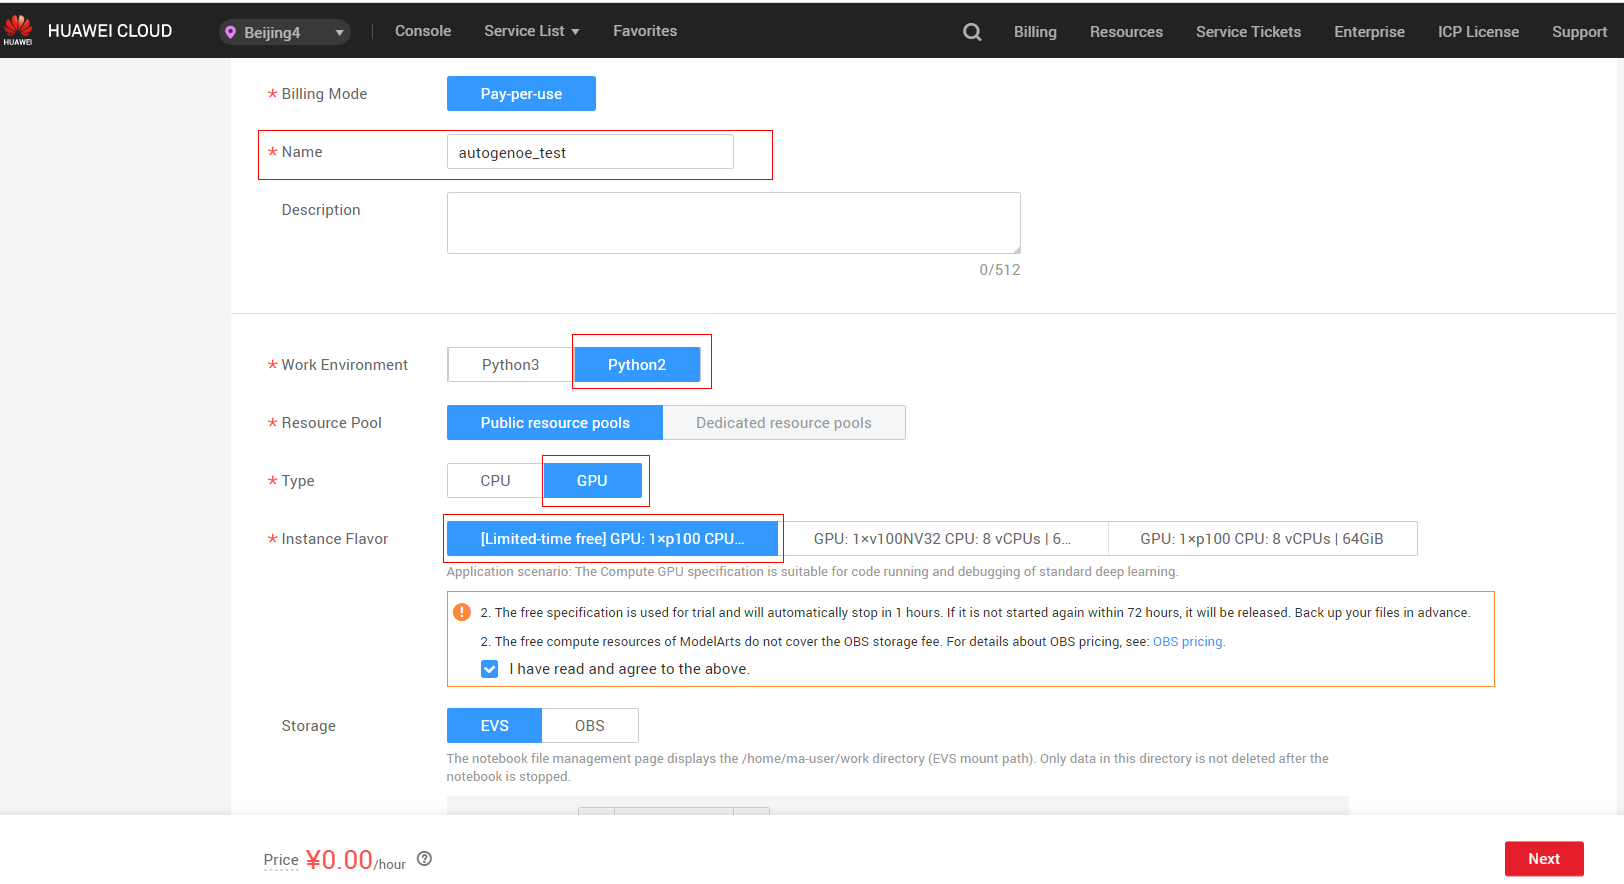 HUAWEI
HUAWEI CLOUD
Beijing4
Console
Service List
Favorites
Billing
Resources
Service Tickets
Enterprise
ICP License
Support
* Billing Mode
Pay-per-use
* Name
autogenoe_test
Description
0/512
* Work Environment
Python3
Python2
* Resource Pool
Public resource pools
Dedicated resource pools
* Type
CPU
GPU
* Instance Flavor
[Limited-time free] GPU: 1×p100 CPU...
GPU: 1×v100NV32 CPU: 8 vCPUs | 6...
GPU: 1×p100 CPU: 8 vCPUs | 64GiB
Application scenario: The Compute GPU specification is suitable for code running and debugging of standard deep learning.
2. The free specification is used for trial and will automatically stop in 1 hours. If it is not started again within 72 hours, it will be released. Back up your files in advance.
2. The free compute resources of ModelArts do not cover the OBS storage fee. For details about OBS pricing, see: OBS pricing.
I have read and agree to the above.
Storage
EVS
OBS
The notebook file management page displays the /home/ma-user/work directory (EVS mount path). Only data in this directory is not deleted after the
notebook is stopped.
Price ¥0.00/hour
Next